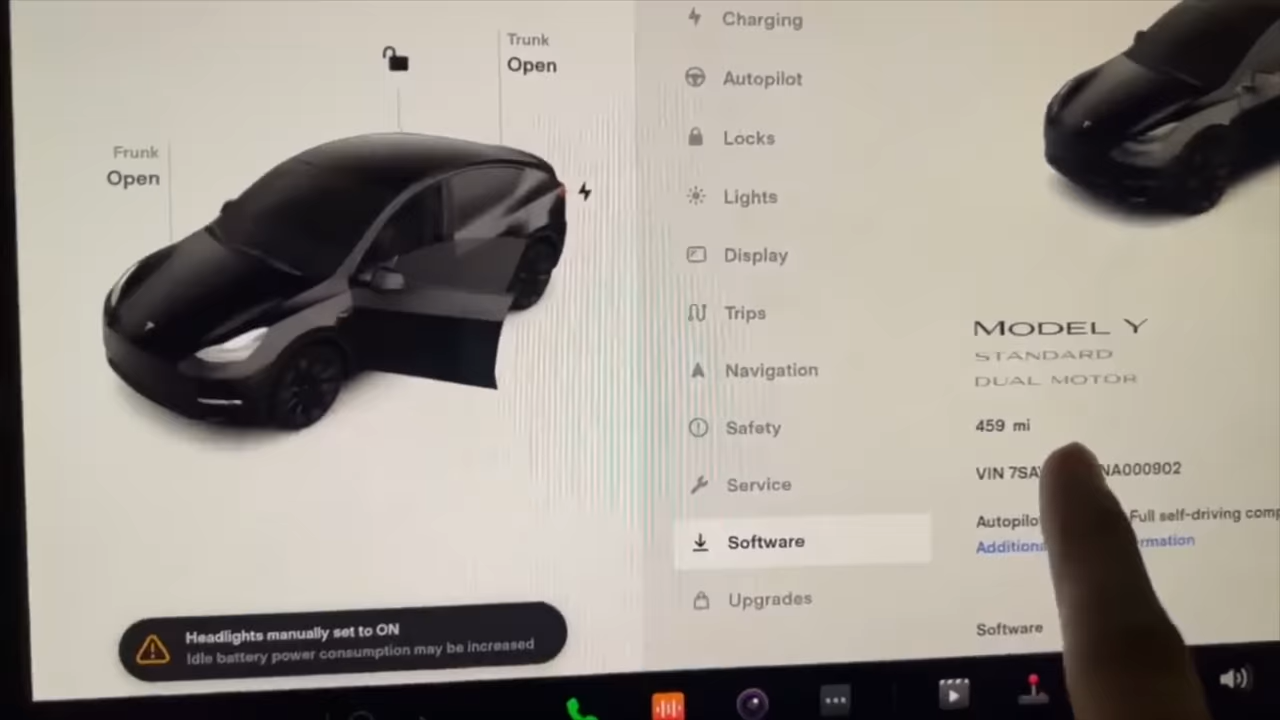 Trunk
Open
Frunk
Open
Headlights manually set to ON
Idle battery power consumption may be increased
Charging
Autopilot
Locks
Lights
Display
Trips
Navigation
Safety
Service
Software
Upgrades
MODEL Y
STANDARD
DUAL MOTOR
459 mi
VIN 7SA NA000902
Full self-driving
Software